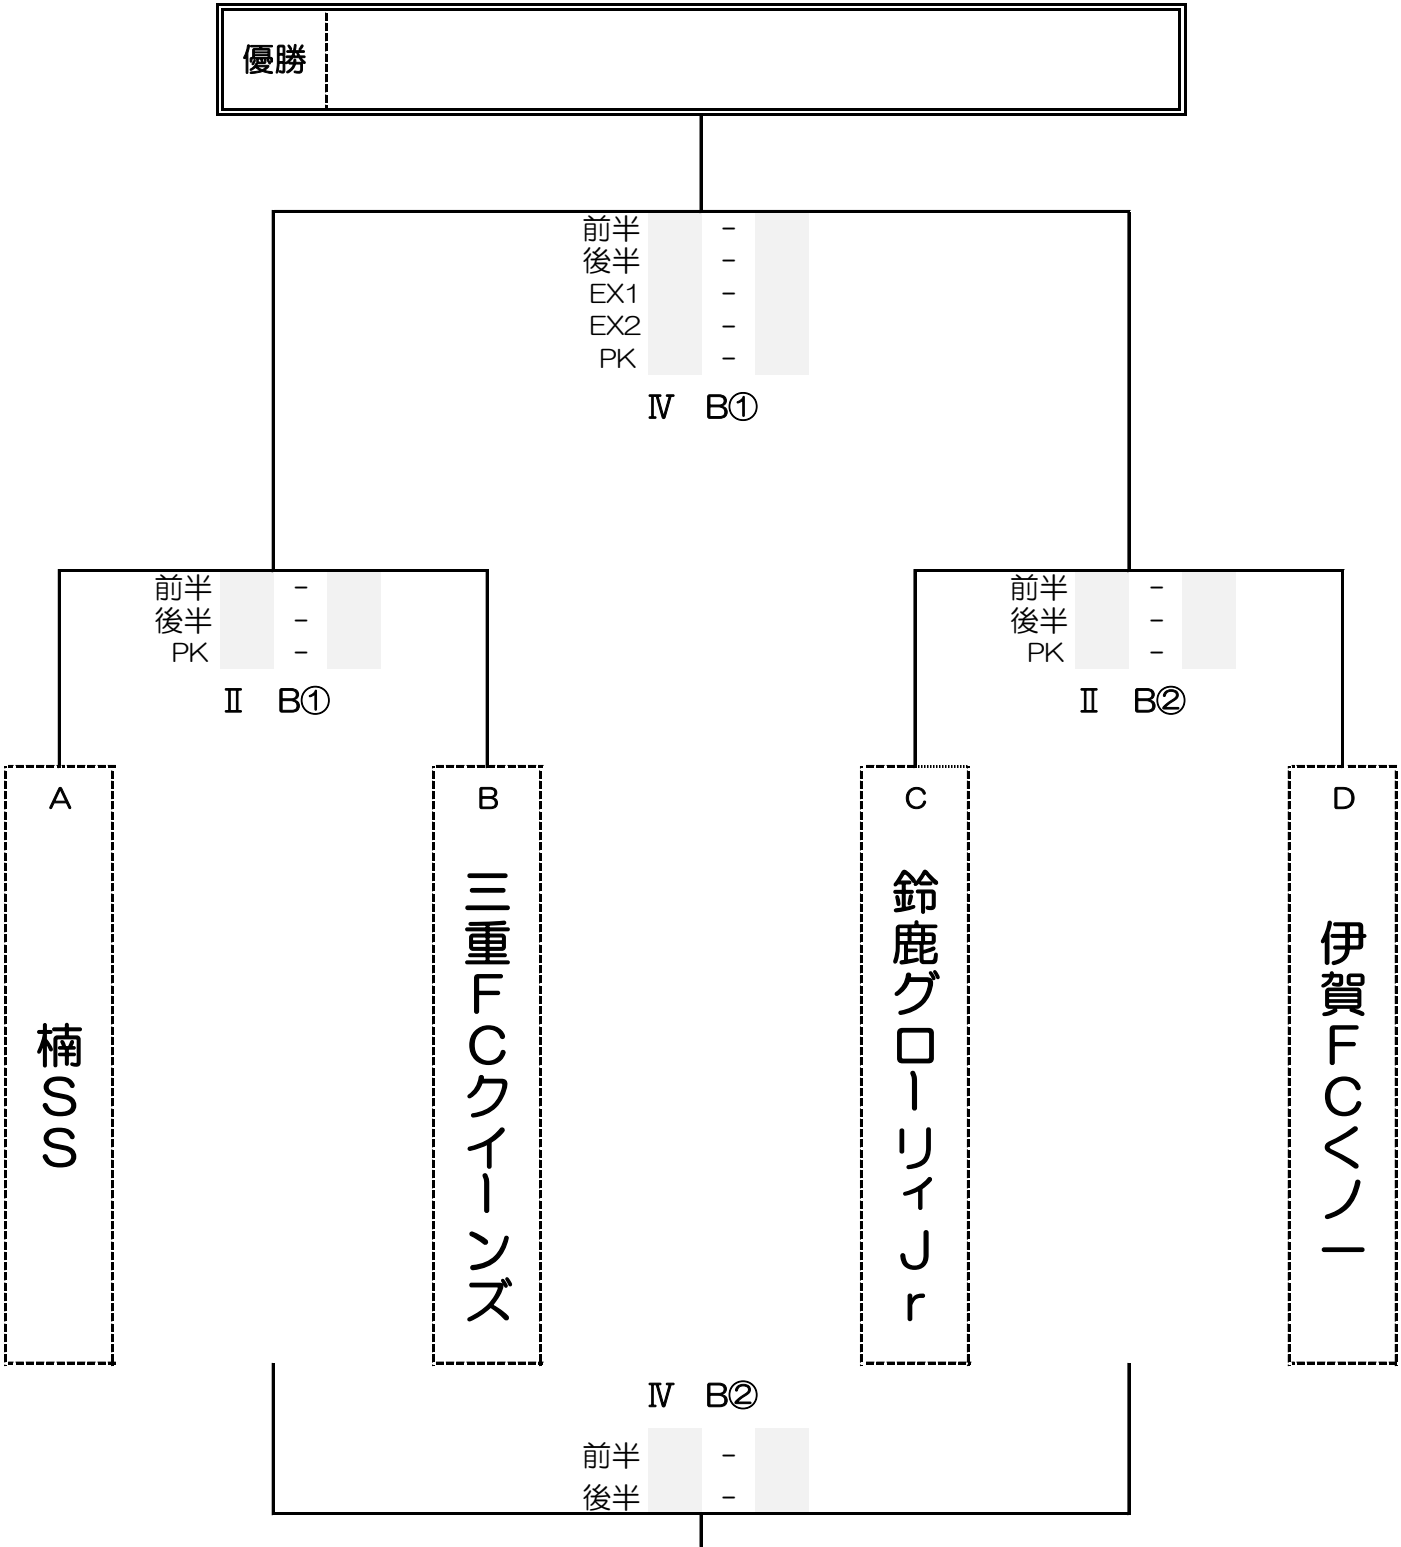 優勝
前半 -
後半 -
EX1 -
EX2 -
PK -
Ⅳ B①
前半 -
後半 -
PK -
Ⅱ B①
前半 -
後半 -
PK -
Ⅱ B②
A
楠SS
B
三重FCクイーンズ
C
鈴鹿グローリィJr
D
伊賀FCくノ一
Ⅳ B②
前半 -
後半 -